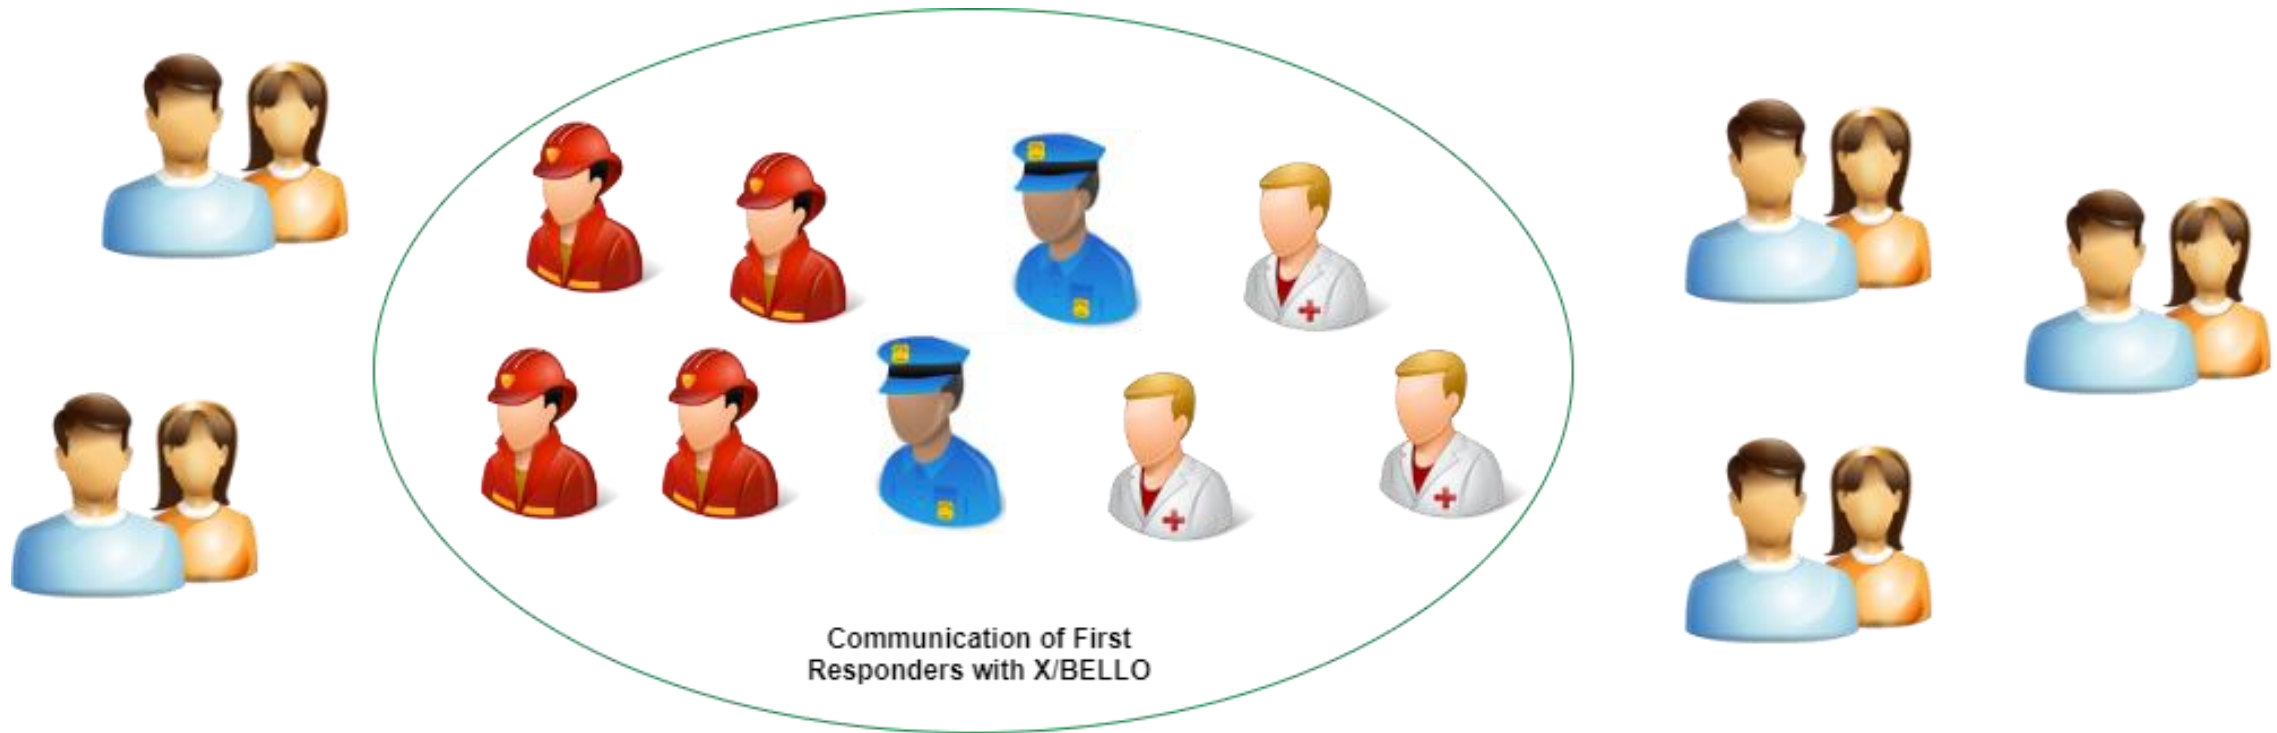 Communication of First
Responders with X/BELLO